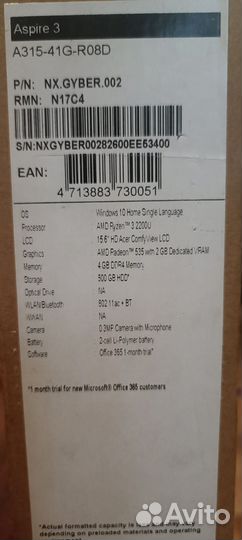 Aspire 3
A315-41G-R08D
P/N: NX.GYBER.002
RMN: N17C4
S/N:NXGYBER00282600EE53400
EAN:
4 713883 730051
OS Windows 10 Home Single Language
Processor AMD Ryzen™ 3 2200U
LCD 15.6" HD Acer ComfyView LCD
Graphics AMD Radeon™ 535 with 2 GB Dedicated VRAM
Memory 4 GB DDR4 Memory
Storage 500 GB HDD*
Optical Drive NA
WLAN/Bluetooth 802.11ac + BT
WWAN NA
Camera 0.3MP Camera with Microphone
Battery 2-cell Li-Polymer battery
Software Office 365 1-month trial*
*1 month trial for new Microsoft® Office 365 customers
*Actual formatted capacity is
depending on preloaded materials and operating
Avito